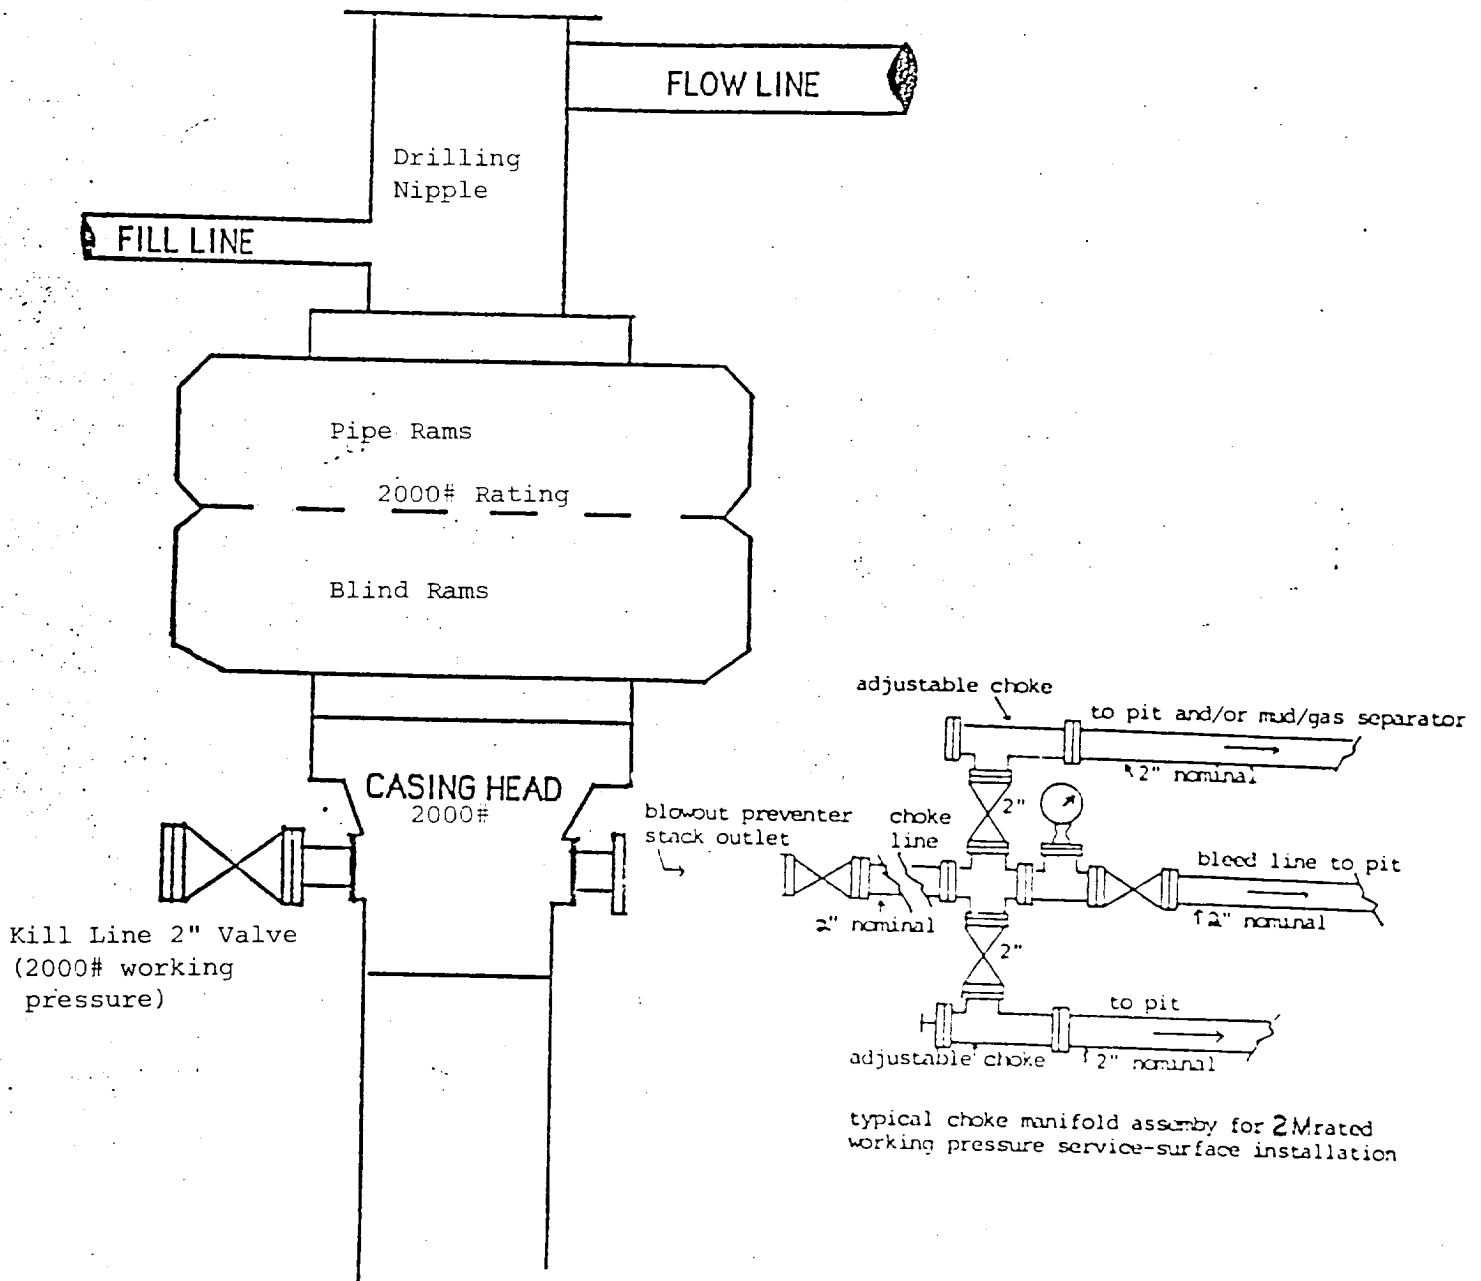 FLOW LINE
Drilling
Nipple
FILL LINE
Pipe Rams
2000# Rating
Blind Rams
CASING HEAD
2000#
Kill Line 2" Valve
(2000# working
pressure)
blowout preventer
stack outlet
choke
line
2" nominal
adjustable choke
to pit and/or mud/gas separator
2" nominal
2"
bleed line to pit
2" nominal
2"
to pit
adjustable choke
2" nominal
typical choke manifold assemby for 2M rated
working pressure service-surface installation